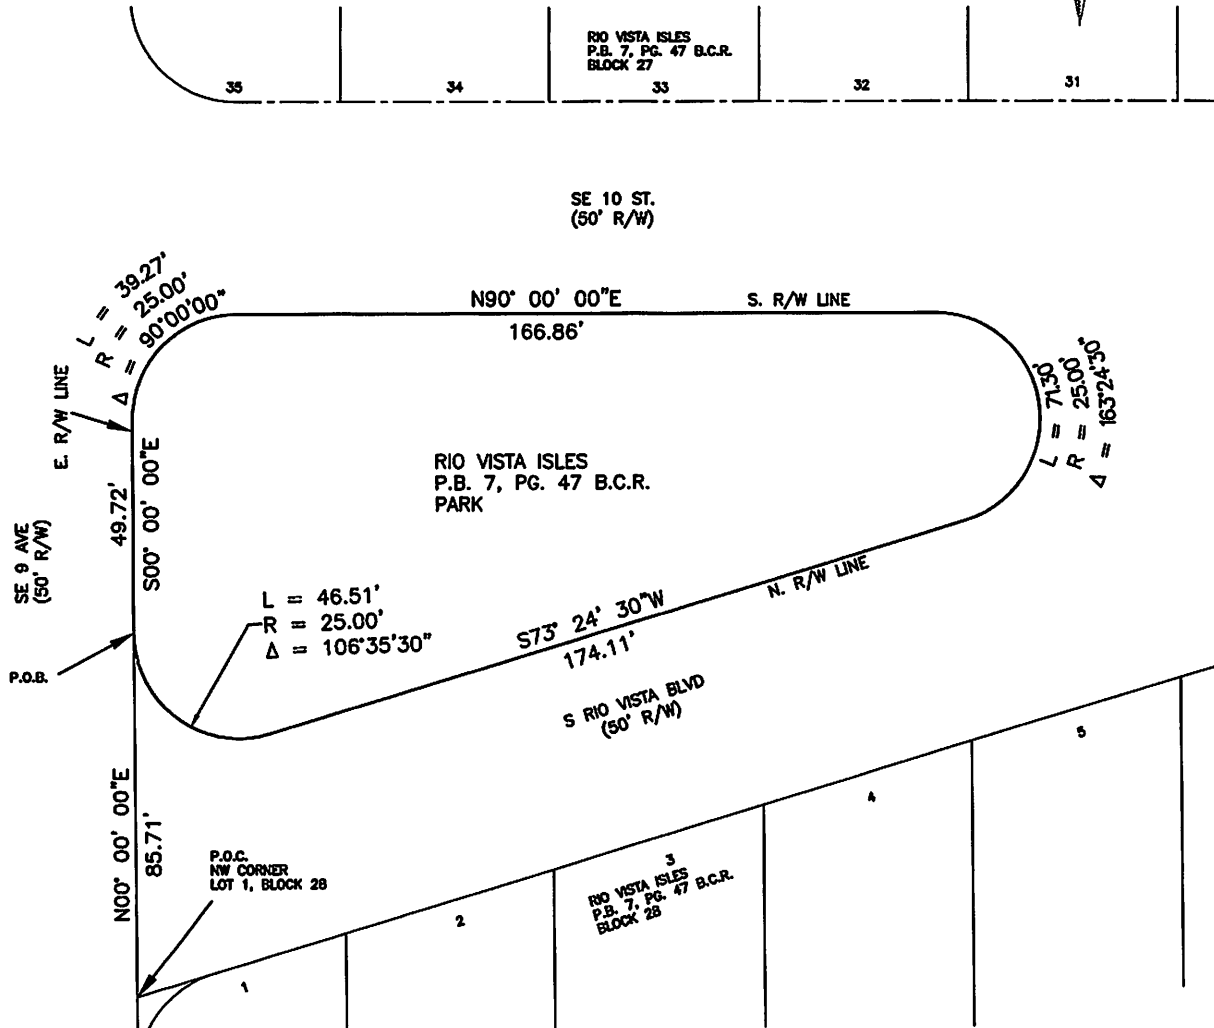 RIO VISTA ISLES
P.B. 7, PG. 47 B.C.R.
BLOCK 27
35
34
33
32
31
SE 10 ST.
(50' R/W)
L = 39.27'
R = 25.00'
Δ = 90°00'00"
N90° 00' 00"E
S. R/W LINE
166.86'
L = 71.30'
R = 25.00'
Δ = 163°24'30"
E. R/W LINE
RIO VISTA ISLES
P.B. 7, PG. 47 B.C.R.
PARK
49.72'
S00° 00' 00"E
SE 9 AVE
(50' R/W)
L = 46.51'
R = 25.00'
Δ = 106°35'30"
N. R/W LINE
S73° 24' 30"W
174.11'
P.O.B.
S RIO VISTA BLVD
(50' R/W)
N00° 00' 00"E
85.71'
P.O.C.
NW CORNER
LOT 1, BLOCK 28
1
2
3
4
5
RIO VISTA ISLES
P.B. 7, PG. 47 B.C.R.
BLOCK 28